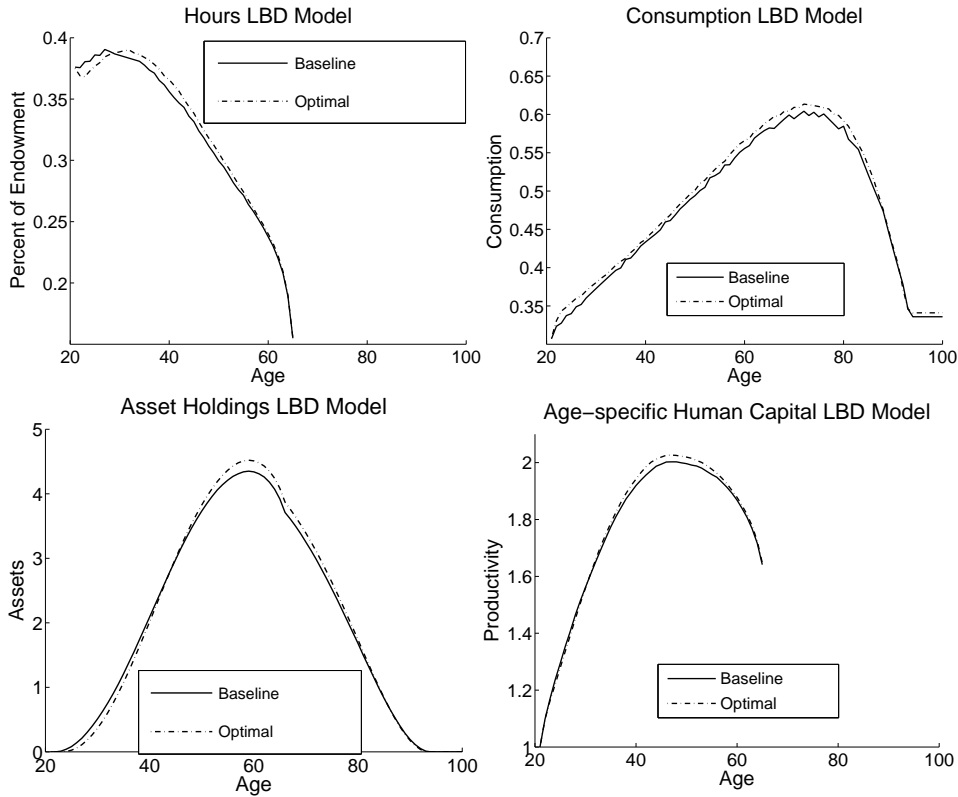 Hours LBD Model
Percent of Endowment
0.4
0.35
0.3
0.25
0.2
20 40 60 80 100
Age
Baseline
Optimal
Consumption LBD Model
Consumption
0.7
0.65
0.6
0.55
0.5
0.45
0.4
0.35
20 40 60 80 100
Age
Baseline
Optimal
Asset Holdings LBD Model
Assets
5
4
3
2
1
0
20 40 60 80 100
Age
Baseline
Optimal
Age−specific Human Capital LBD Model
Productivity
2
1.8
1.6
1.4
1.2
1
20 40 60 80 100
Age
Baseline
Optimal